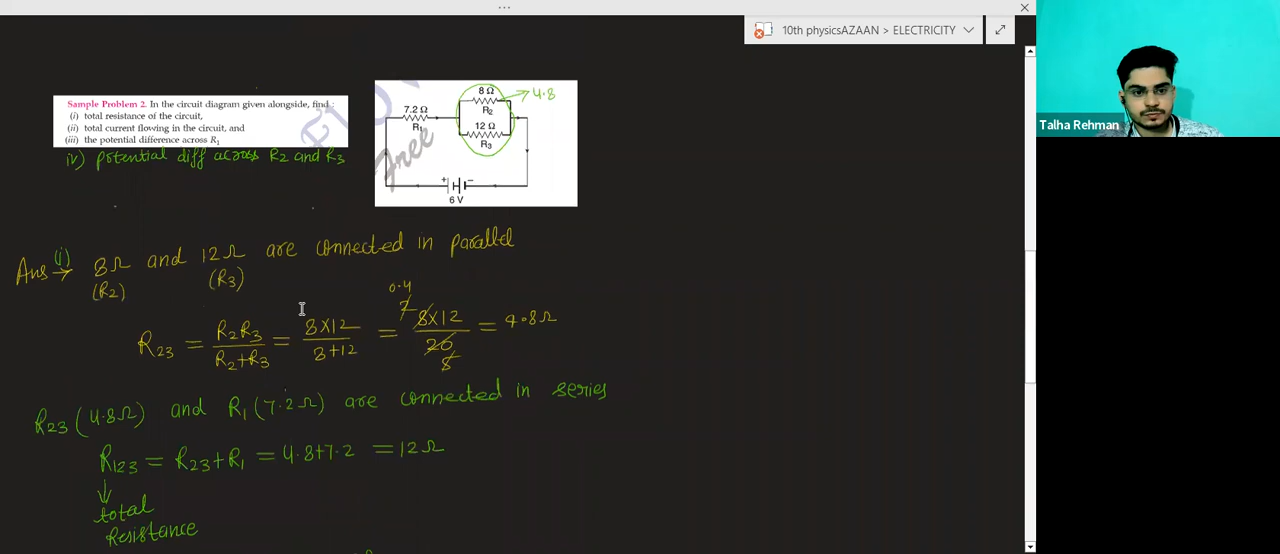 10th physicsAZAAN > ELECTRICITY
Talha Rehman
Sample Problem 2. In the circuit diagram given alongside, find :
(i) total resistance of the circuit,
(ii) total current flowing in the circuit, and
(iii) the potential difference across R1
iv) potential diff across R2 and R3
8 Ω
4.8
7.2 Ω
R2
R1
12 Ω
R3
Free
+
−
6 V
Ans (i) → 8Ω and 12Ω are connected in parallel
(R2) (R3)
R23 = R2R3 / R2+R3 = 8×12 / 8+12 = 8×12 / 20 = 4.8Ω
0.4
2
5
R23 (4.8Ω) and R1 (7.2Ω) are connected in series
R123 = R23+R1 = 4.8+7.2 = 12Ω
↓
total
Resistance